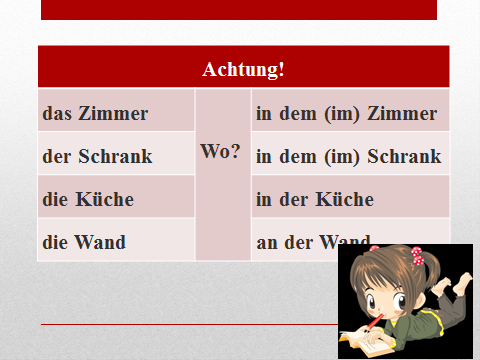 Achtung!
das Zimmer
der Schrank
die Küche
die Wand
Wo?
in dem (im) Zimmer
in dem (im) Schrank
in der Küche
an der Wand